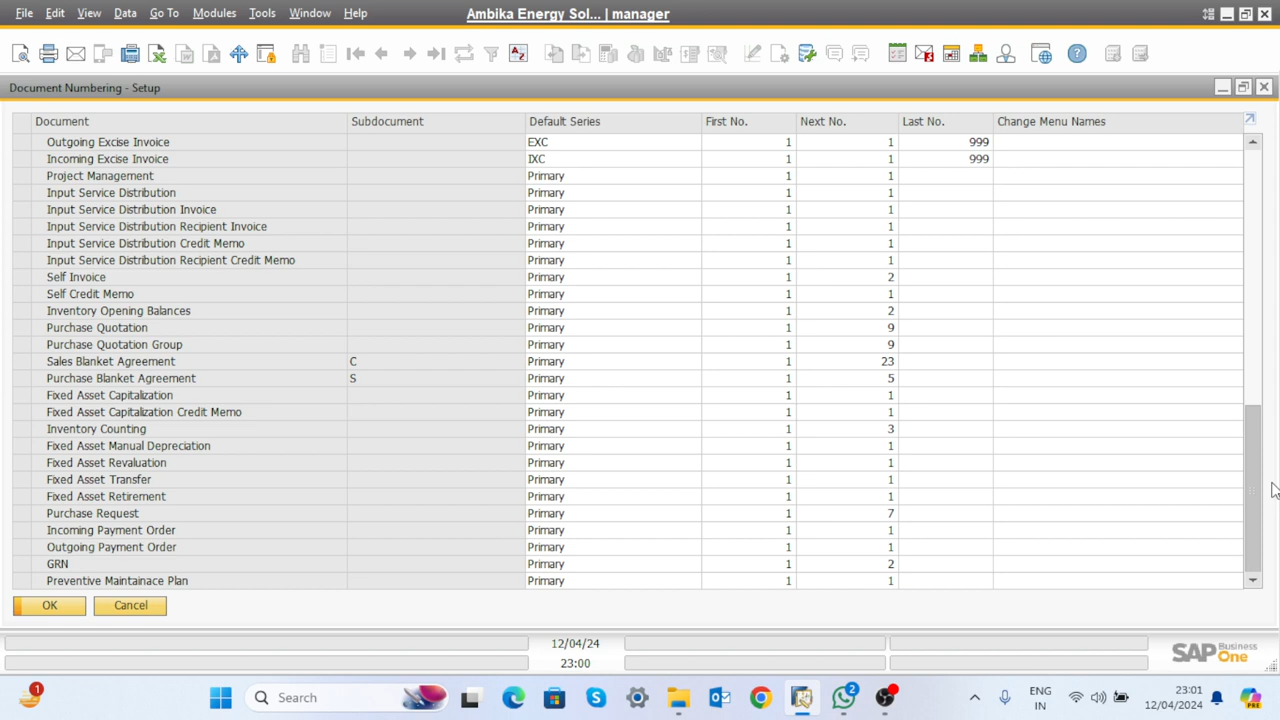 File Edit View Data Go To Modules Tools Window Help Ambika Energy Sol... | manager
Document Numbering - Setup
Document Subdocument Default Series First No. Next No. Last No. Change Menu Names
Outgoing Excise Invoice EXC 1 1 999
Incoming Excise Invoice IXC 1 1 999
Project Management Primary 1 1
Input Service Distribution Primary 1 1
Input Service Distribution Invoice Primary 1 1
Input Service Distribution Recipient Invoice Primary 1 1
Input Service Distribution Credit Memo Primary 1 1
Input Service Distribution Recipient Credit Memo Primary 1 1
Self Invoice Primary 1 2
Self Credit Memo Primary 1 1
Inventory Opening Balances Primary 1 2
Purchase Quotation Primary 1 9
Purchase Quotation Group Primary 1 9
Sales Blanket Agreement C Primary 1 23
Purchase Blanket Agreement S Primary 1 5
Fixed Asset Capitalization Primary 1 1
Fixed Asset Capitalization Credit Memo Primary 1 1
Inventory Counting Primary 1 3
Fixed Asset Manual Depreciation Primary 1 1
Fixed Asset Revaluation Primary 1 1
Fixed Asset Transfer Primary 1 1
Fixed Asset Retirement Primary 1 1
Purchase Request Primary 1 7
Incoming Payment Order Primary 1 1
Outgoing Payment Order Primary 1 1
GRN Primary 1 2
Preventive Maintainace Plan Primary 1 1
OK Cancel
12/04/24
23:00
SAP Business One
1 Search 2 ENG IN 23:01 12/04/2024 PRE